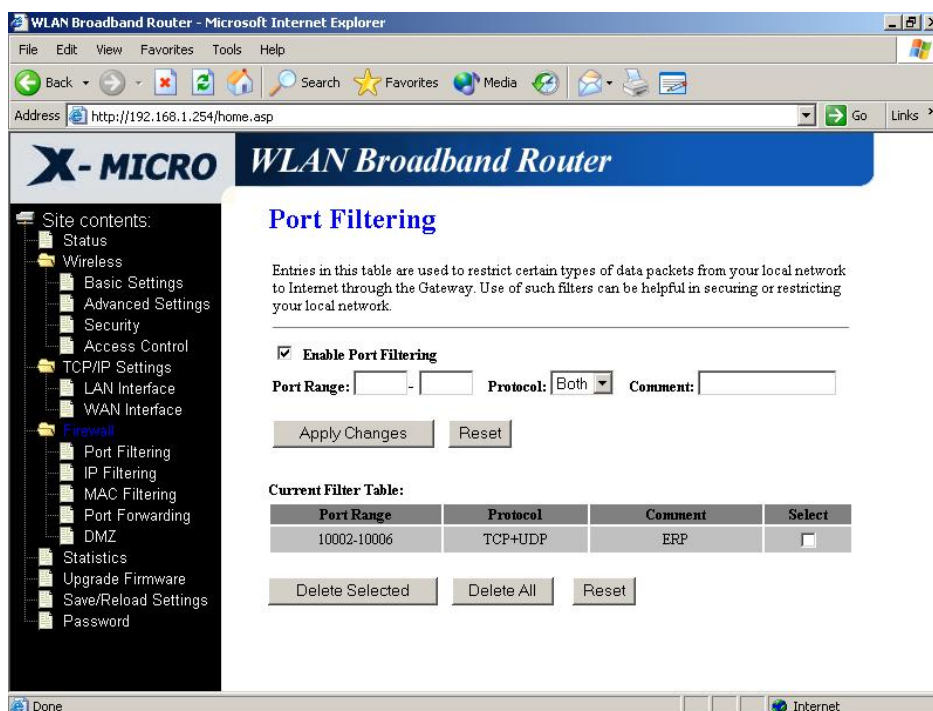 WLAN Broadband Router - Microsoft Internet Explorer
File Edit View Favorites Tools Help
Back Search Favorites Media
Address http://192.168.1.254/home.asp Go Links
X-MICRO WLAN Broadband Router
Site contents:
Status
Wireless
Basic Settings
Advanced Settings
Security
Access Control
TCP/IP Settings
LAN Interface
WAN Interface
Firewall
Port Filtering
IP Filtering
MAC Filtering
Port Forwarding
DMZ
Statistics
Upgrade Firmware
Save/Reload Settings
Password
Port Filtering
Entries in this table are used to restrict certain types of data packets from your local network
to Internet through the Gateway. Use of such filters can be helpful in securing or restricting
your local network.
Enable Port Filtering
Port Range: - Protocol: Both Comment:
Apply Changes Reset
Current Filter Table:
Port Range Protocol Comment Select
10002-10006 TCP+UDP ERP
Delete Selected Delete All Reset
Done Internet